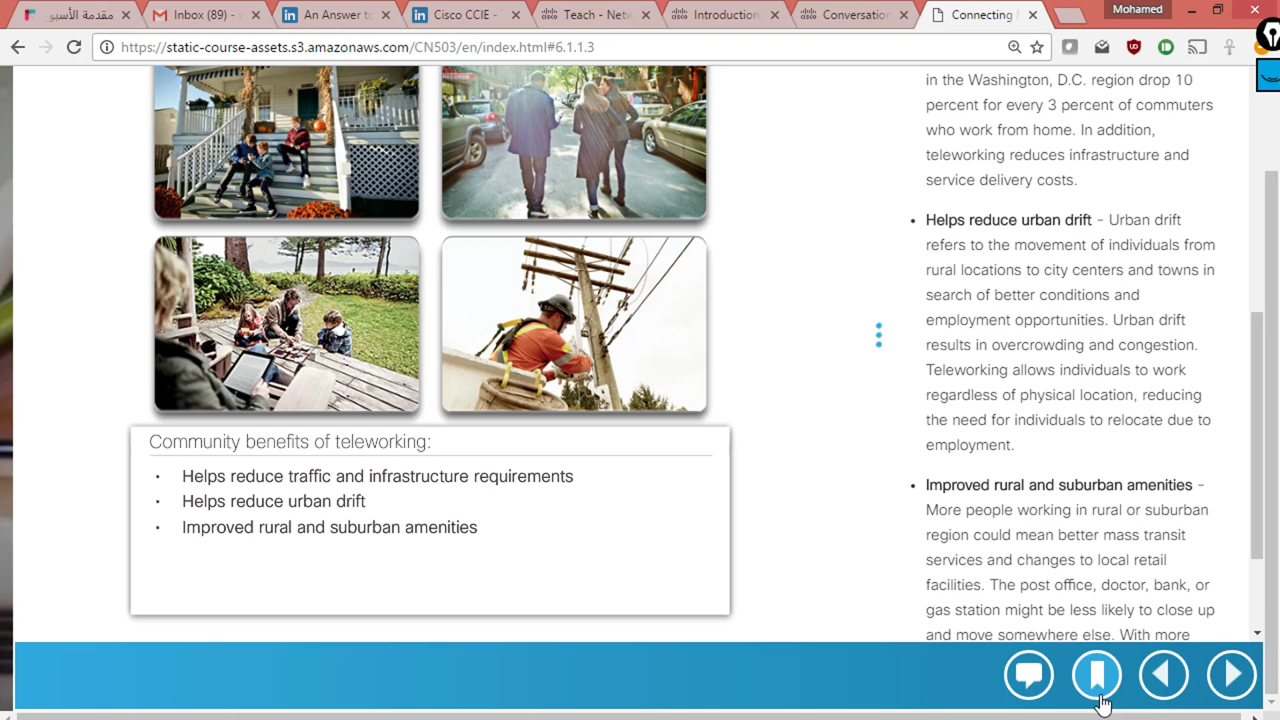 مقدمة الأسبو
Inbox (89) -
An Answer to
Cisco CCIE -
Teach - Netw
Introduction
Conversation
Connecting
Mohamed
https://static-course-assets.s3.amazonaws.com/CN503/en/index.html#6.1.1.3
RECORDS
Community benefits of teleworking:
· Helps reduce traffic and infrastructure requirements
· Helps reduce urban drift
· Improved rural and suburban amenities
in the Washington, D.C. region drop 10
percent for every 3 percent of commuters
who work from home. In addition,
teleworking reduces infrastructure and
service delivery costs.
• Helps reduce urban drift - Urban drift
refers to the movement of individuals from
rural locations to city centers and towns in
search of better conditions and
employment opportunities. Urban drift
results in overcrowding and congestion.
Teleworking allows individuals to work
regardless of physical location, reducing
the need for individuals to relocate due to
employment.
• Improved rural and suburban amenities -
More people working in rural or suburban
region could mean better mass transit
services and changes to local retail
facilities. The post office, doctor, bank, or
gas station might be less likely to close up
and move somewhere else. With more